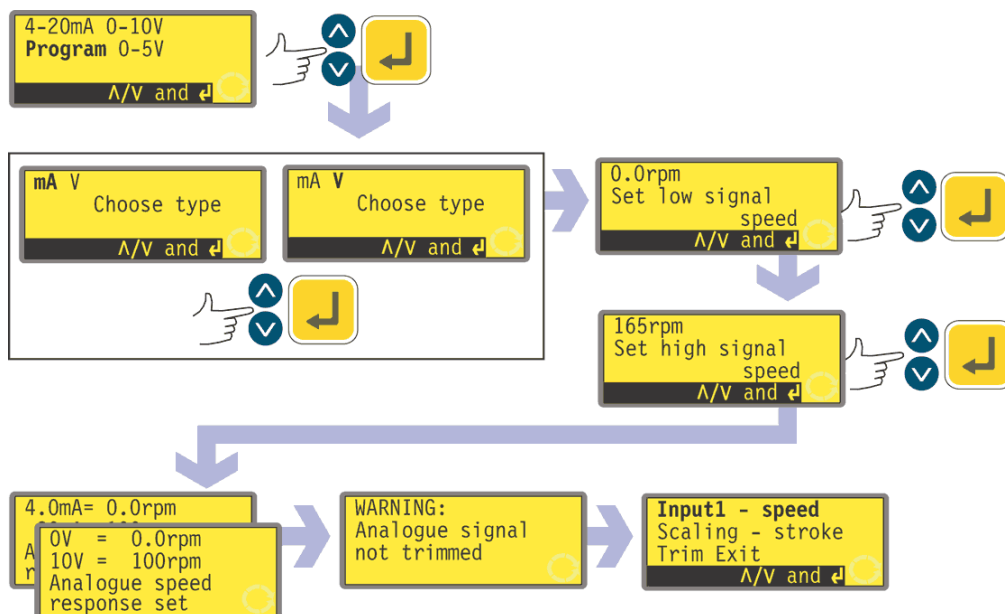 4-20mA 0-10V
Program 0-5V
∧/∨ and ↲
mA V
Choose type
∧/∨ and ↲
mA V
Choose type
∧/∨ and ↲
0.0rpm
Set low signal
speed
∧/∨ and ↲
165rpm
Set high signal
speed
∧/∨ and ↲
4.0mA= 0.0rpm
0V = 0.0rpm
10V = 100rpm
Analogue speed
response set
WARNING:
Analogue signal
not trimmed
Input1 - speed
Scaling - stroke
Trim Exit
∧/∨ and ↲